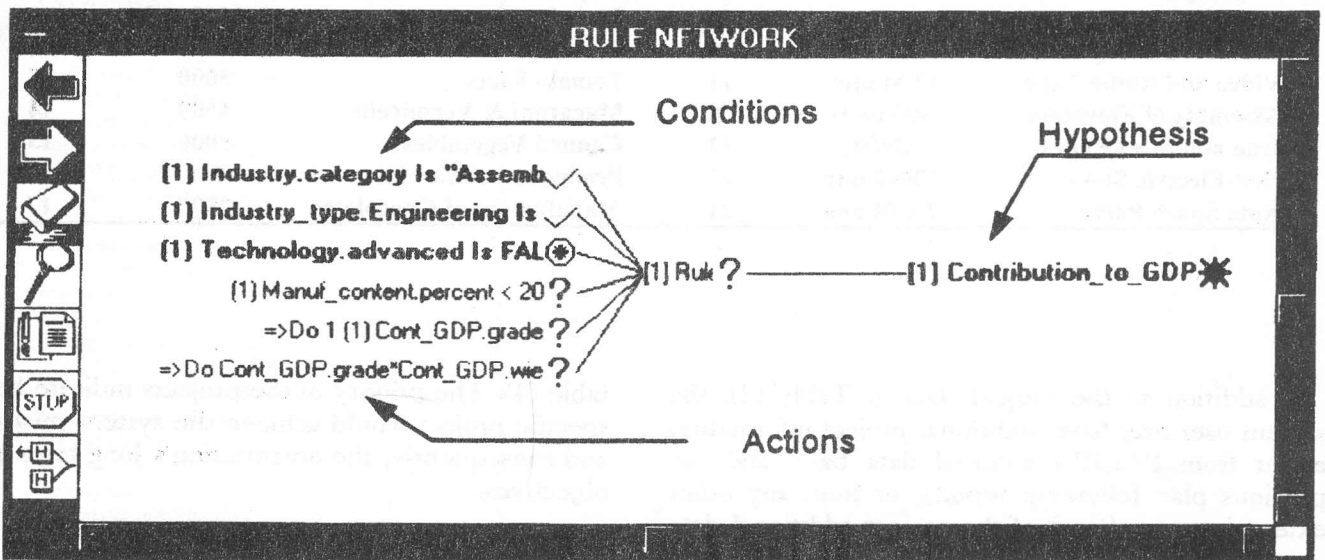 RULE NETWORK
Conditions
Hypothesis
[1] Industry.category Is "Assemb
[1] Industry_type.Engineering Is
[1] Technology.advanced Is FAL
[1] Manuf_content.percent < 20 ?
=>Do 1 [1] Cont_GDP.grade ?
=>Do Cont_GDP.grade*Cont_GDP.wie ?
[1] Rule ?
[1] Contribution_to_GDP
Actions
STOP
H
H